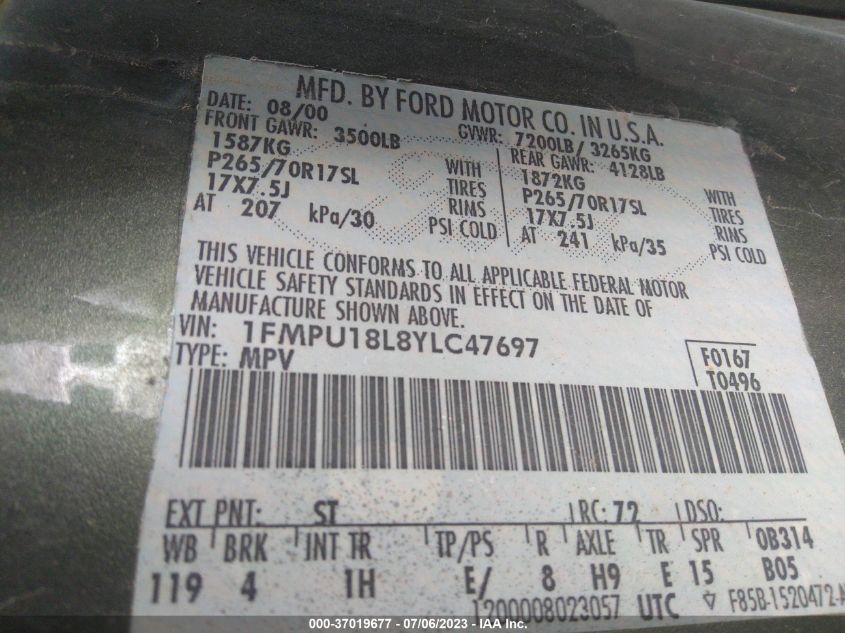 MFD. BY FORD MOTOR CO. IN U.S.A.
DATE: 08/00 GVWR: 7200LB/ 3265KG
FRONT GAWR: 3500LB REAR GAWR: 4128LB
1587KG WITH 1872KG WITH
P265/70R17SL TIRES P265/70R17SL TIRES
17X7.5J RINS 17X7.5J RINS
AT 207 kPa/30 PSI COLD AT 241 kPa/35 PSI COLD
THIS VEHICLE CONFORMS TO ALL APPLICABLE FEDERAL MOTOR
VEHICLE SAFETY STANDARDS IN EFFECT ON THE DATE OF
MANUFACTURE SHOWN ABOVE.
VIN: 1FMPU18L8YLC47697
TYPE: MPV
F0167
T0496
EXT PNT: ST RC: 72 DSO:
WB BRK INT TR TP/PS R AXLE TR SPR 0B314
119 4 1H E/ 8 H9 E 15 B05
1200008023057 UTC F85B-1520472-A
000-37019677 - 07/06/2023 - IAA Inc.